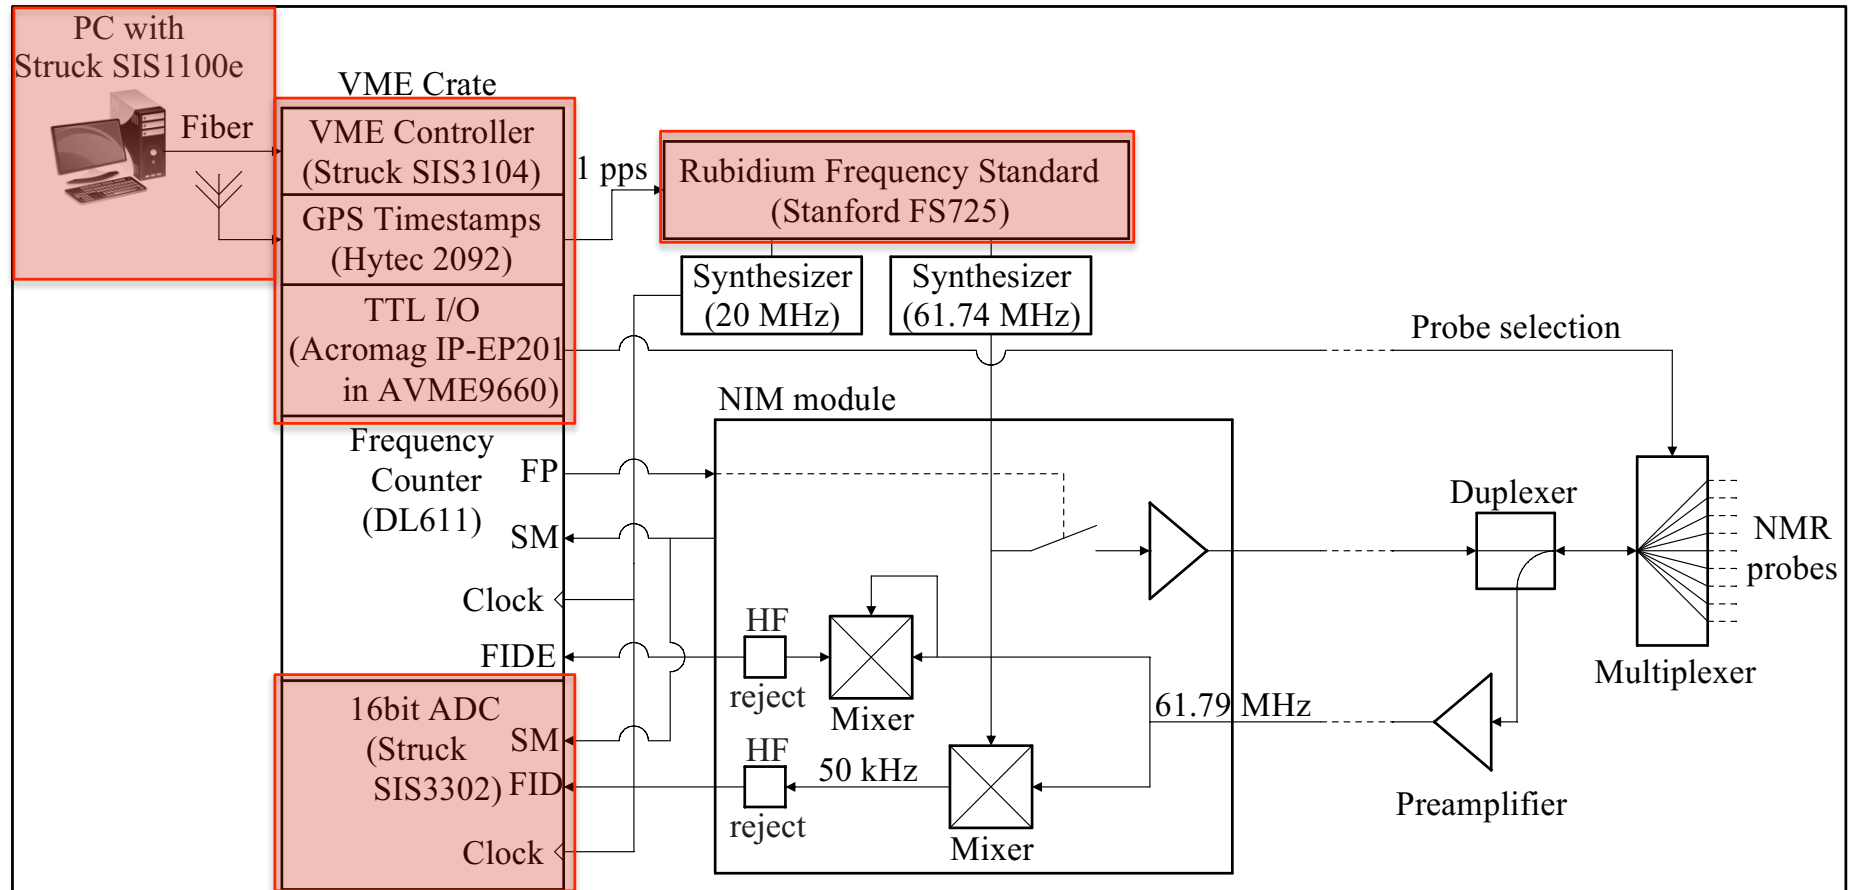 PC with
Struck SIS1100e
Fiber
VME Crate
VME Controller
(Struck SIS3104)
GPS Timestamps
(Hytec 2092)
TTL I/O
(Acromag IP-EP201
in AVME9660)
1 pps
Rubidium Frequency Standard
(Stanford FS725)
Synthesizer
(20 MHz)
Synthesizer
(61.74 MHz)
Probe selection
Frequency
Counter
(DL611)
FP
SM
Clock
FIDE
16bit ADC
(Struck
SIS3302)
SM
FID
Clock
NIM module
HF
reject
Mixer
HF
reject
50 kHz
Mixer
61.79 MHz
Duplexer
NMR
probes
Multiplexer
Preamplifier